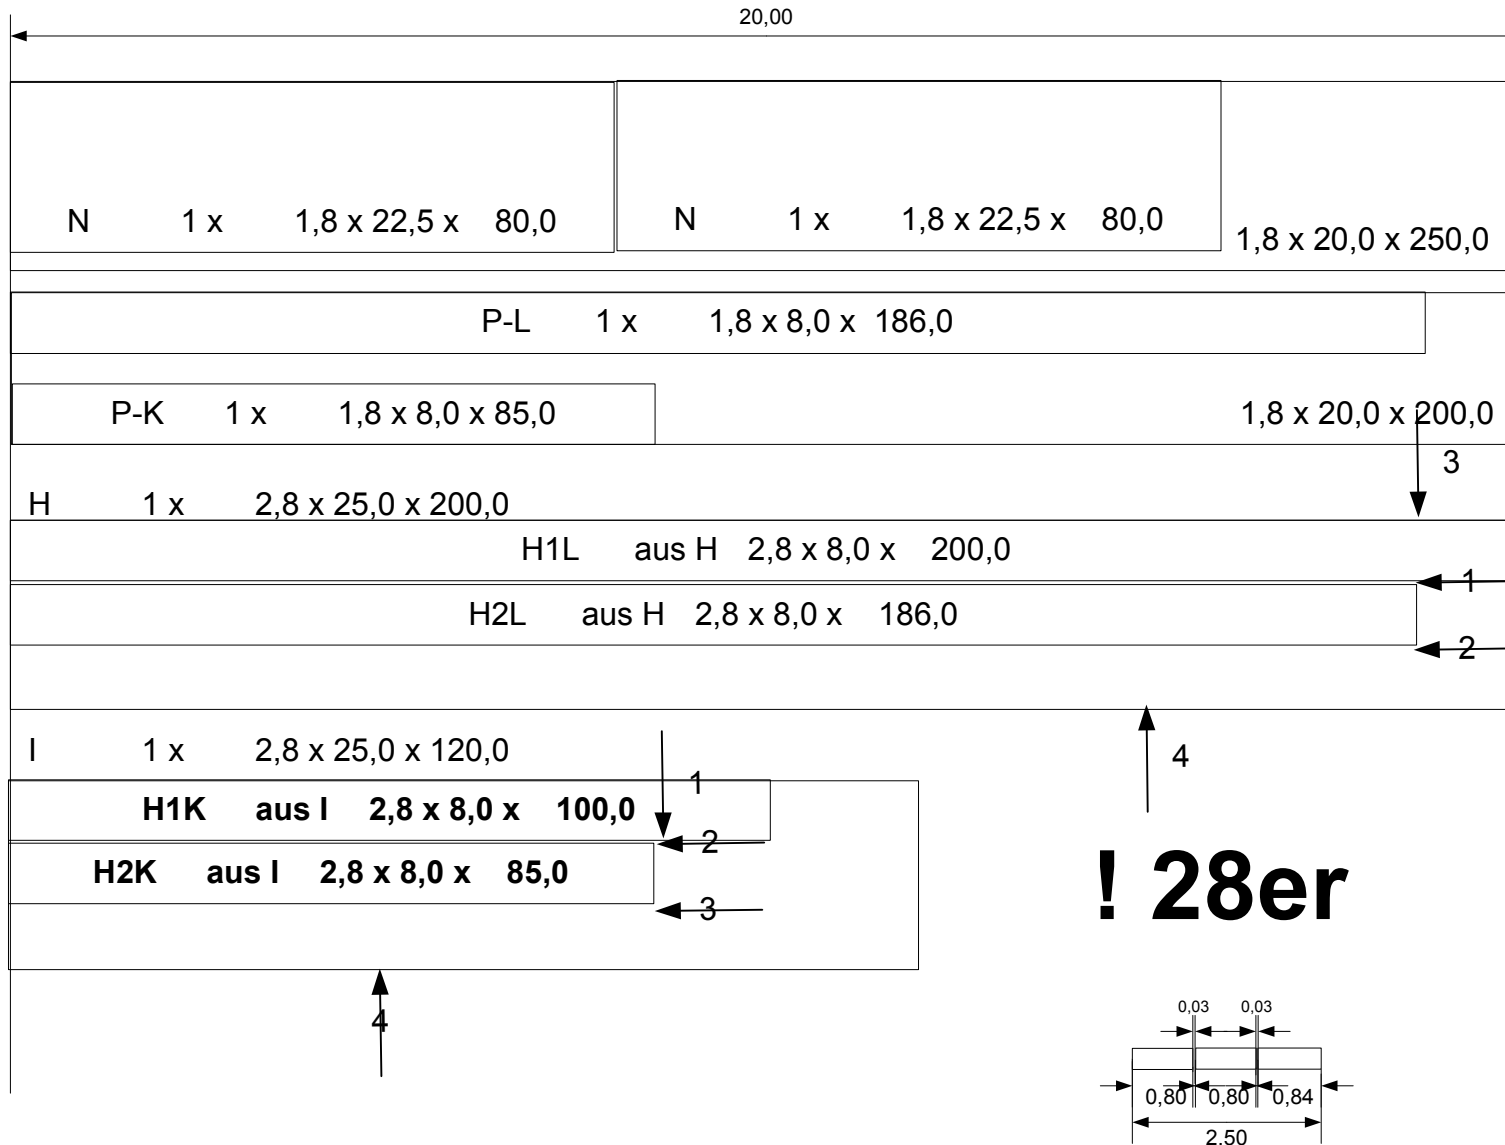 20,00
N 1 x 1,8 x 22,5 x 80,0
N 1 x 1,8 x 22,5 x 80,0
1,8 x 20,0 x 250,0
P-L 1 x 1,8 x 8,0 x 186,0
P-K 1 x 1,8 x 8,0 x 85,0
1,8 x 20,0 x 200,0
3
H 1 x 2,8 x 25,0 x 200,0
H1L aus H 2,8 x 8,0 x 200,0
1
H2L aus H 2,8 x 8,0 x 186,0
2
I 1 x 2,8 x 25,0 x 120,0
4
1
H1K aus I 2,8 x 8,0 x 100,0
2
H2K aus I 2,8 x 8,0 x 85,0
3
! 28er
4
0,03 0,03
0,80 0,80 0,84
2,50